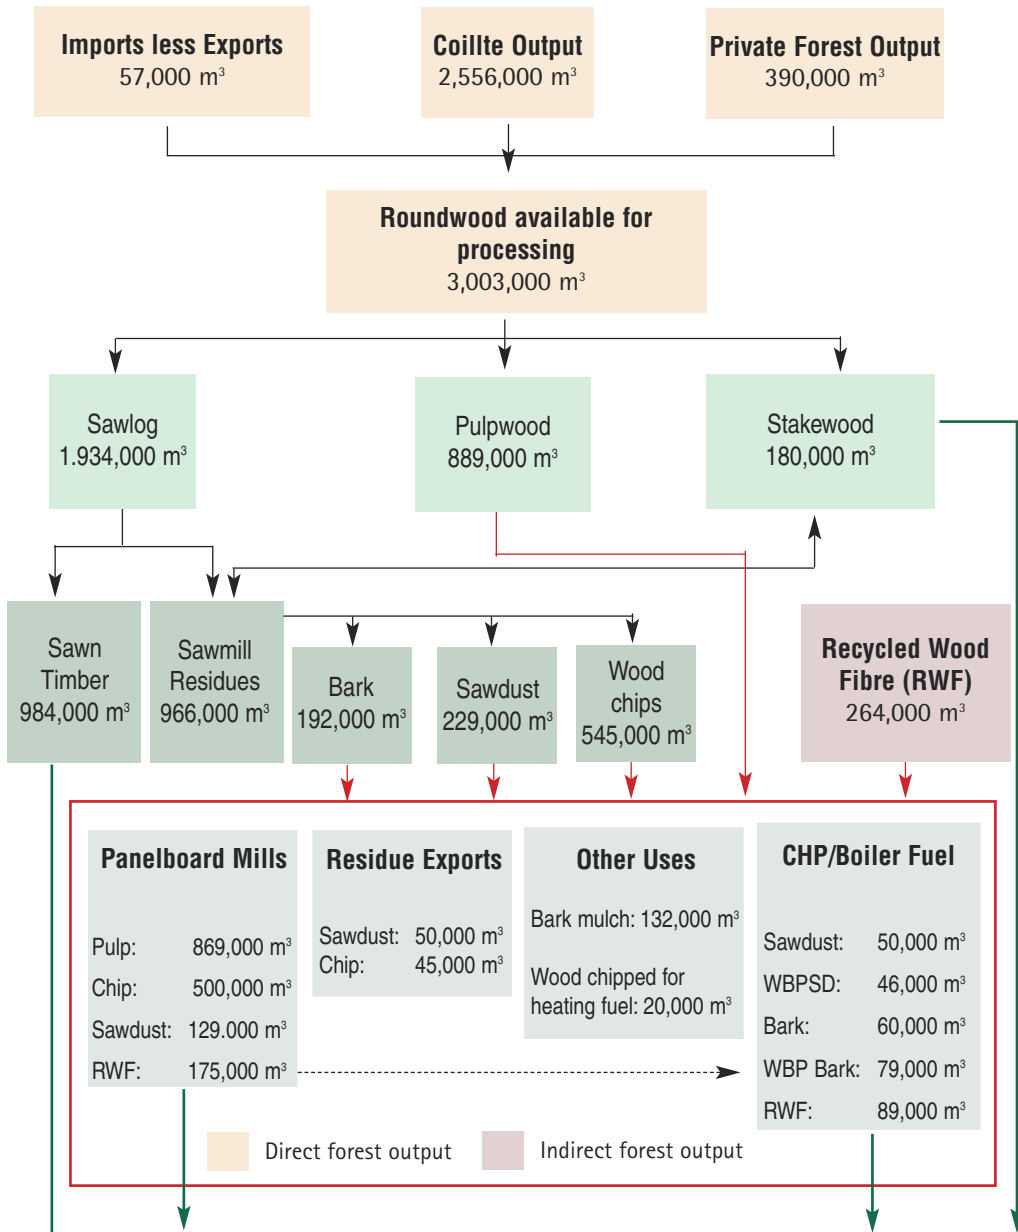 Imports less Exports
57,000 m³
Coillte Output
2,556,000 m³
Private Forest Output
390,000 m³
Roundwood available for
processing
3,003,000 m³
Sawlog
1.934,000 m³
Pulpwood
889,000 m³
Stakewood
180,000 m³
Sawn
Timber
984,000 m³
Sawmill
Residues
966,000 m³
Bark
192,000 m³
Sawdust
229,000 m³
Wood
chips
545,000 m³
Recycled Wood
Fibre (RWF)
264,000 m³
Panelboard Mills
Pulp: 869,000 m³
Chip: 500,000 m³
Sawdust: 129.000 m³
RWF: 175,000 m³
Residue Exports
Sawdust: 50,000 m³
Chip: 45,000 m³
Other Uses
Bark mulch: 132,000 m³
Wood chipped for
heating fuel: 20,000 m³
CHP/Boiler Fuel
Sawdust: 50,000 m³
WBPSD: 46,000 m³
Bark: 60,000 m³
WBP Bark: 79,000 m³
RWF: 89,000 m³
Direct forest output
Indirect forest output